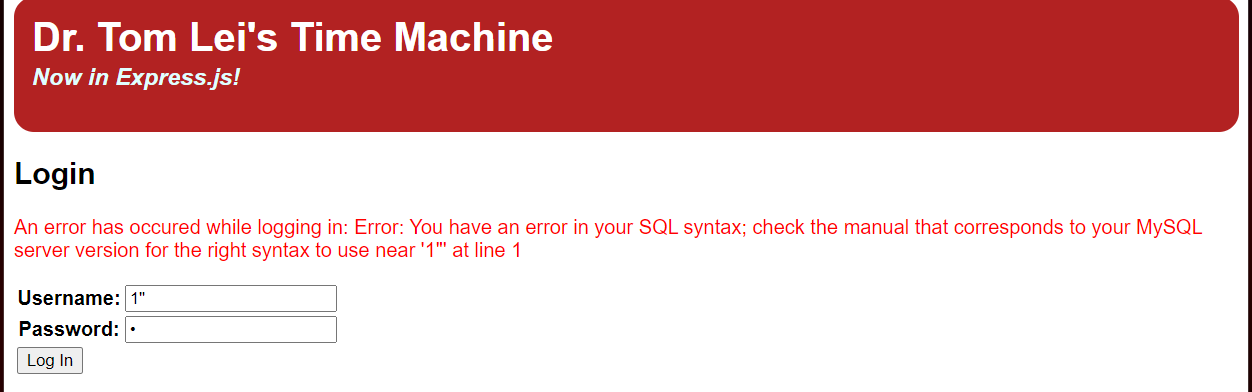 Dr. Tom Lei's Time Machine
Now in Express.js!
Login
An error has occured while logging in: Error: You have an error in your SQL syntax; check the manual that corresponds to your MySQL
server version for the right syntax to use near '1"' at line 1
Username: 1"
Password: •
Log In